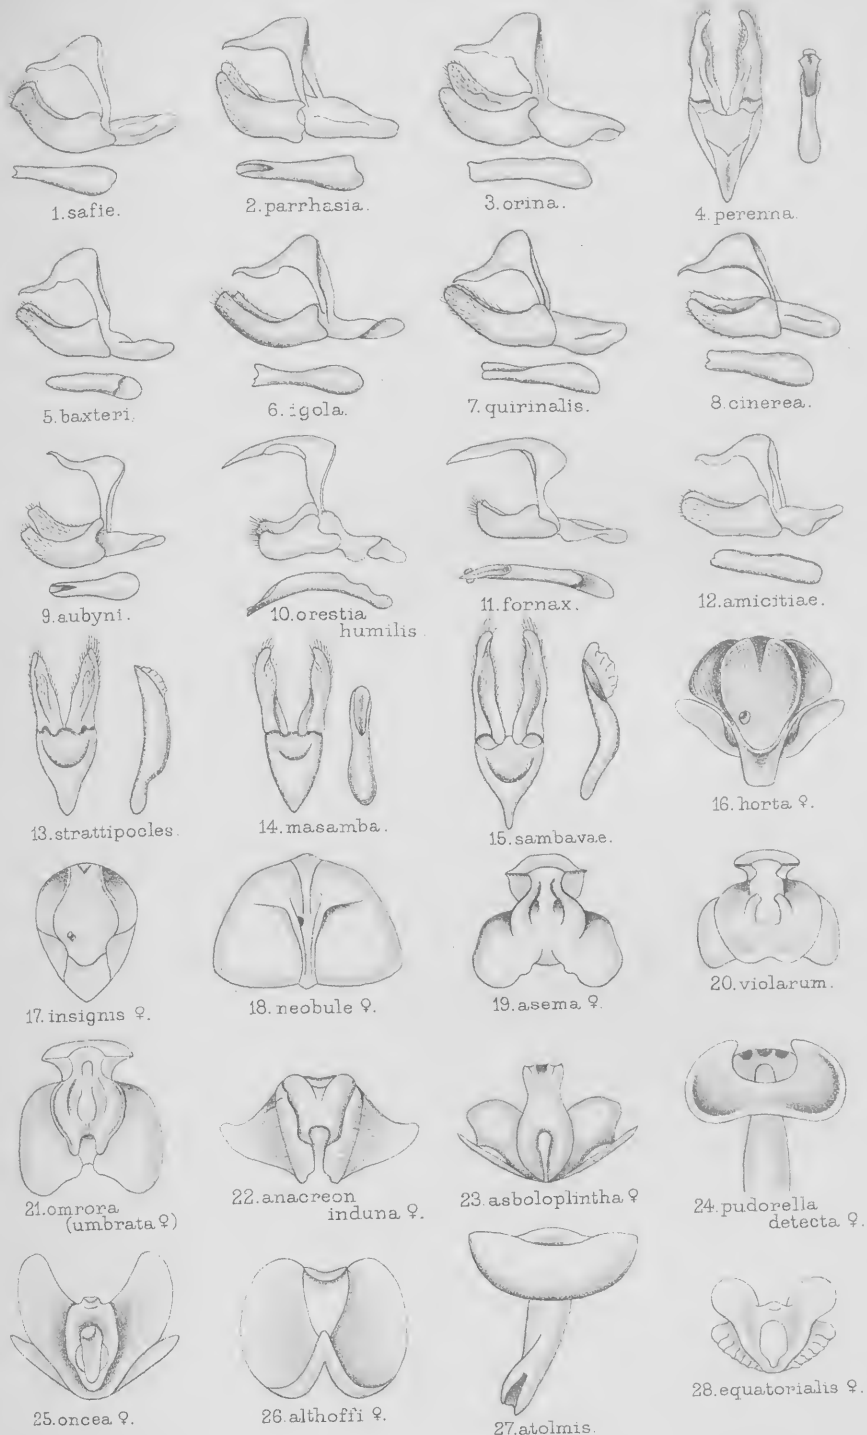 1. safie.
2. parrhasia.
3. orina.
4. perenna.
5. baxteri.
6. igola.
7. quirinalis.
8. cinerea.
9. aubyni.
10. orestia
humilis.
11. fornax.
12. amicitiae.
13. strattipocles.
14. masamba.
15. sambavae.
16. horta ♀.
17. insignis ♀.
18. neobule ♀.
19. asema ♀.
20. violarum.
21. omrora
(umbrata ♀)
22. anacreon
induna ♀.
23. asboloplintha ♀
24. pudorella
detecta ♀.
25. oncea ♀.
26. althoffi ♀.
27. atolmis.
28. equatorialis ♀.